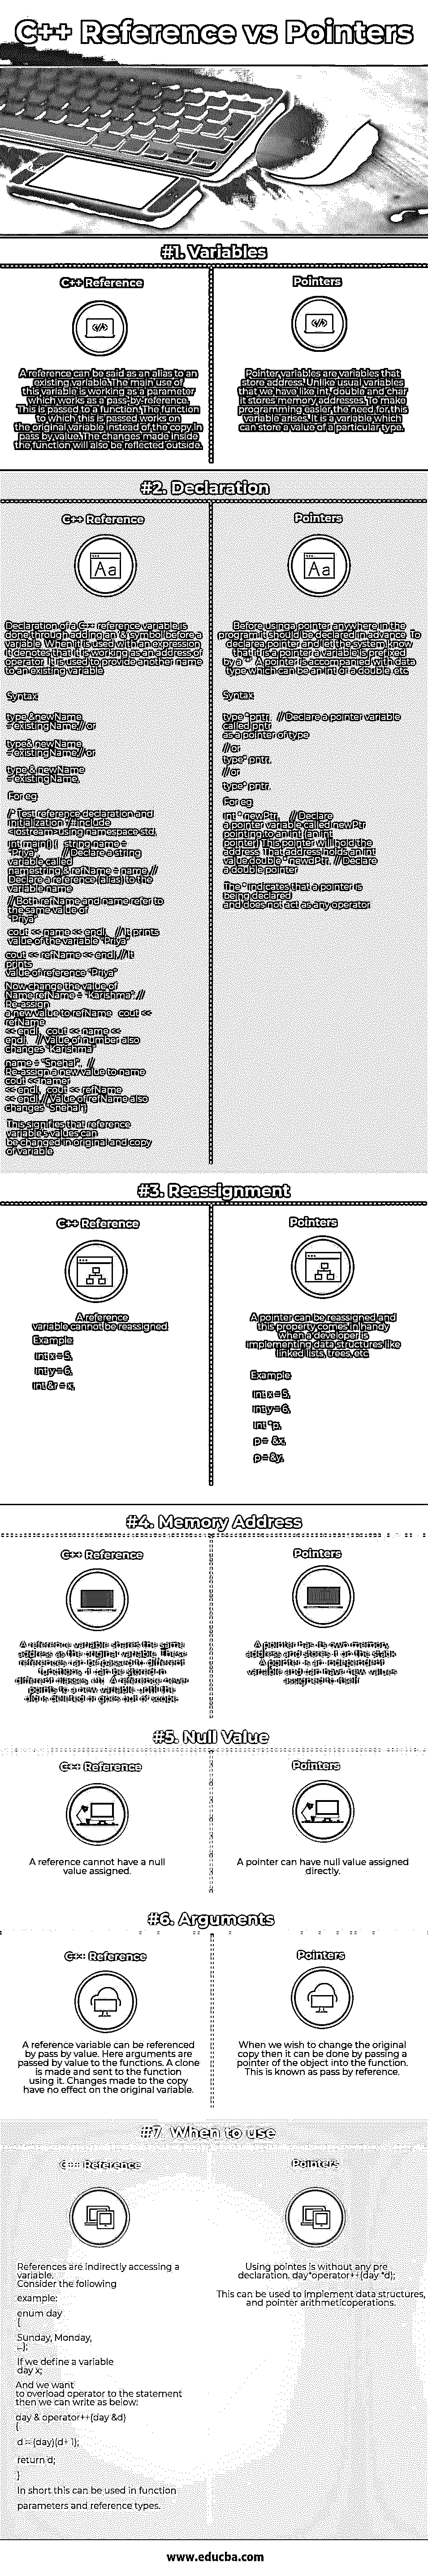 C++ Reference vs Pointers
#1. Variables
C++ Reference
A reference can be said as an alias to an
existing variable. The main use of
this variable is working as a parameter
which works as a pass-by-reference.
This is passed to a function. The function
to which this is passed works on
the original variable instead of the copy in
pass by value. The changes made inside
the function will also be reflected outside.
Pointers
Pointer variables are variables that
store address. Unlike usual variables
that we have like int, double and char
it stores memory addresses. To make
programming easier the need for this
variable arises. It is a variable which
can store a value of a particular type.
#2. Declaration
C++ Reference
Declaration of a C++ reference variable is
done through adding an '&' symbol before a
variable. When it is used with an expression
it denotes that it is working as an address of
operator. It is used to provide another name
to an existing variable
Syntax
type &newName
= existingName; // or
type& newName
= existingName; // or
type & newName
= existingName;
For eg
/* Test reference declaration and
initialization */ #include
<iostream> using namespace std;
int main() { string name =
"Priya"; // Declare a string
variable called
name string & refName = name; //
Declare a reference (alias) to the
variable name
// Both refName and name refer to
the same value of
"Priya"
cout << name << endl; // It prints
value of the variable "Priya"
cout << refName << endl; // It
prints
value of reference "Priya"
Now change the value of
Name refName = "Karishma"; //
Re-assign
a new value to refName cout <<
refName
<< endl; cout << name <<
endl; // Value of number also
changes "Karishma"
name = "Snehal"; //
Re-assign a new value to name
cout << name
<< endl; cout << refName
<< endl; // Value of refName also
changes "Snehal"}
This signifies that reference
variable's values can
be changed in original and copy
of variable
Pointers
Before using a pointer anywhere in the
program it should be declared in advance. To
declare a pointer and let the system know
that it is a pointer a variable is prefixed
by a '*'. A pointer is accompanied with data
type which can be an int or a double, etc
Syntax
type *pntr; // Declare a pointer variable
called pntr
as a pointer of type
// or
type* pntr;
// or
type * pntr;
For eg
int * newPtr; // Declare
a pointer variable called newPtr
pointing to an int (an int
pointer) This pointer will hold the
address. That address holds an int
value double * newdPtr; // Declare
a double pointer
The * indicates that a pointer is
being declared
and does not act as any operator
#3. Reassignment
C++ Reference
A reference
variable cannot be reassigned
Example
int x = 5;
int y = 6;
int &r = x;
Pointers
A pointer can be reassigned and
this property comes in handy
when a developer is
implementing data structures like
linked lists, trees, etc.
Example
int x = 5;
int y = 6;
int *p;
p = &x;
p = &y;
#4. Memory Address
C++ Reference
A reference variable shares the same
address as the original variable. These
references can be passed to different
functions, it can be stored in
different classes, etc. A reference never
points to a new variable until the
old is deleted or goes out of scope.
Pointers
A pointer has its own memory
address and stores it on the stack
A pointer is an independent
variable and can have new values
assigned to itself
#5. Null Value
C++ Reference
A reference cannot have a null
value assigned.
Pointers
A pointer can have null value assigned
directly.
#6. Arguments
C++ Reference
A reference variable can be referenced
by pass by value. Here arguments are
passed by value to the functions. A clone
is made and sent to the function
using it. Changes made to the copy
have no effect on the original variable.
Pointers
When we wish to change the original
copy then it can be done by passing a
pointer of the object into the function.
This is known as pass by reference.
#7. When to use
C++ Reference
References are indirectly accessing a
variable.
Consider the following
example:
enum day
{
Sunday, Monday,
...};
If we define a variable
day x;
And we want
to overload operator to the statement
then we can write as below:
day & operator++(day &d)
{
d = (day)(d+ 1);
return d;
}
In short this can be used in function
parameters and reference types.
Pointers
Using pointes is without any pre
declaration. day*operator++(day *d);
This can be used to implement data structures,
and pointer arithmeticoperations.
www.educba.com